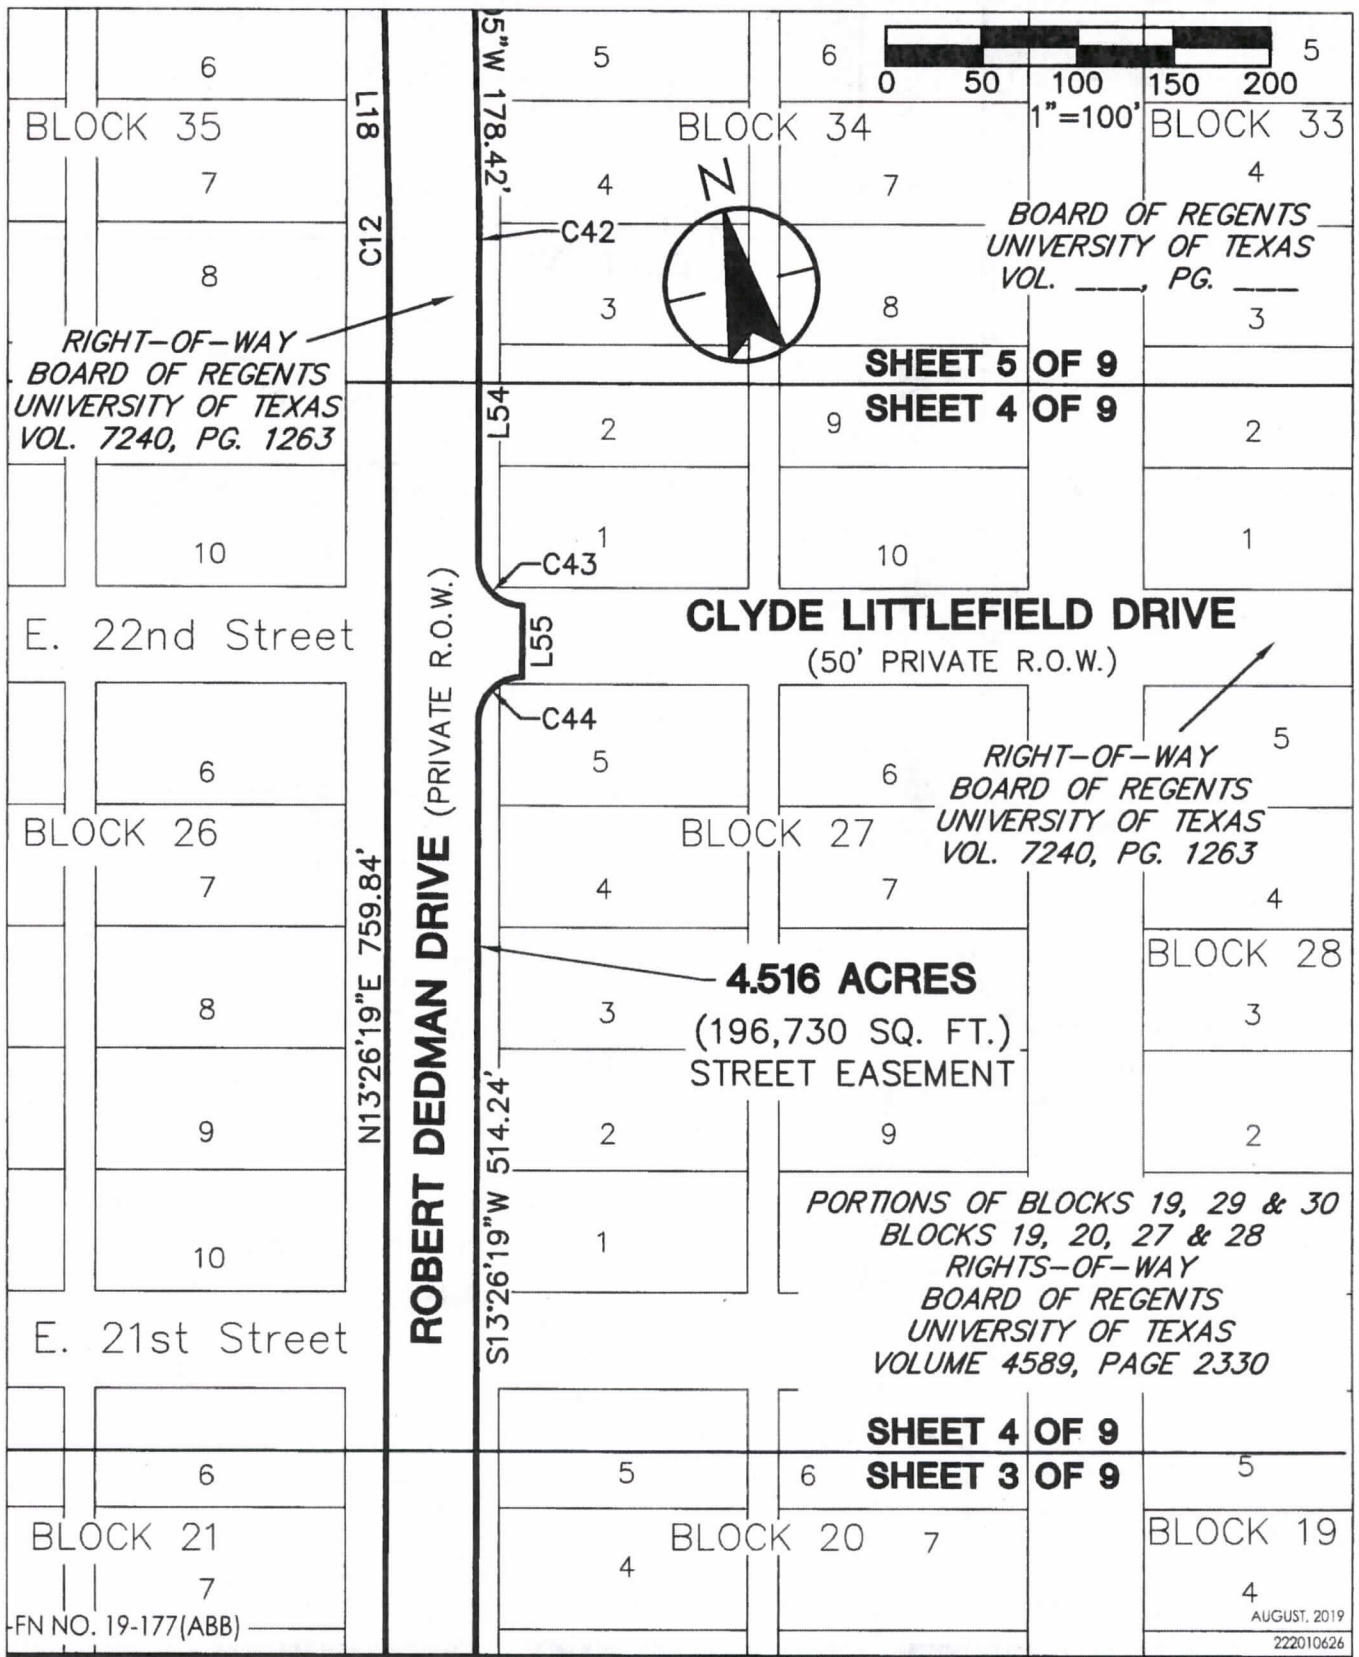 6
5
6
5
0 50 100 150 200
1"=100'
BLOCK 35
BLOCK 34
BLOCK 33
L18
05"W 178.42'
7
4
7
4
N
C12
C42
BOARD OF REGENTS
UNIVERSITY OF TEXAS
VOL. ___, PG. ___
8
3
8
3
RIGHT-OF-WAY
BOARD OF REGENTS
UNIVERSITY OF TEXAS
VOL. 7240, PG. 1263
SHEET 5 OF 9
SHEET 4 OF 9
L54
2
9
2
10
1
10
1
C43
E. 22nd Street
L55
CLYDE LITTLEFIELD DRIVE
(50' PRIVATE R.O.W.)
C44
6
5
6
5
RIGHT-OF-WAY
BOARD OF REGENTS
UNIVERSITY OF TEXAS
VOL. 7240, PG. 1263
BLOCK 26
BLOCK 27
7
4
7
4
ROBERT DEDMAN DRIVE (PRIVATE R.O.W.)
N13°26'19"E 759.84'
BLOCK 28
4.516 ACRES
(196,730 SQ. FT.)
STREET EASEMENT
8
3
3
S13°26'19"W 514.24'
9
2
9
2
10
1
PORTIONS OF BLOCKS 19, 29 & 30
BLOCKS 19, 20, 27 & 28
RIGHTS-OF-WAY
BOARD OF REGENTS
UNIVERSITY OF TEXAS
VOLUME 4589, PAGE 2330
E. 21st Street
SHEET 4 OF 9
SHEET 3 OF 9
6
5
6
5
BLOCK 21
BLOCK 20
7
BLOCK 19
7
4
4
FN NO. 19-177(ABB)
AUGUST, 2019
222010626